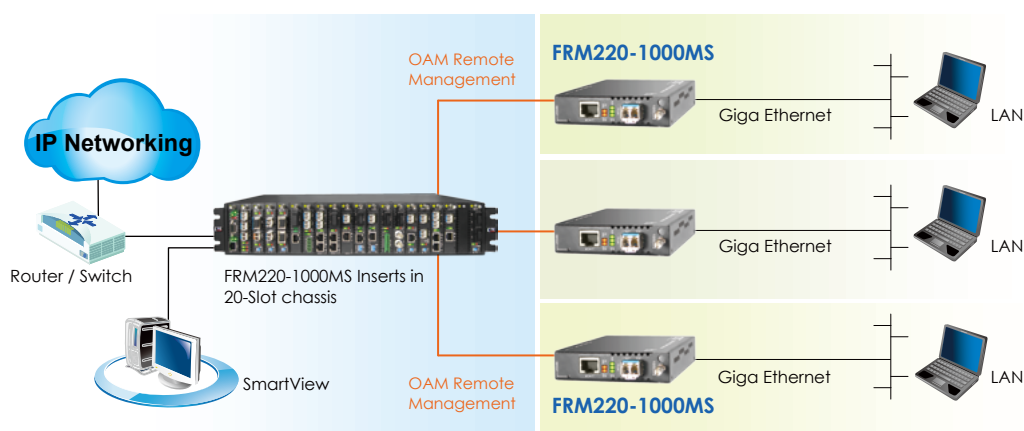 OAM Remote
Management
FRM220-1000MS
Giga Ethernet
LAN
IP Networking
Router / Switch
FRM220-1000MS Inserts in
20-Slot chassis
Giga Ethernet
LAN
SmartView
OAM Remote
Management
Giga Ethernet
LAN
FRM220-1000MS